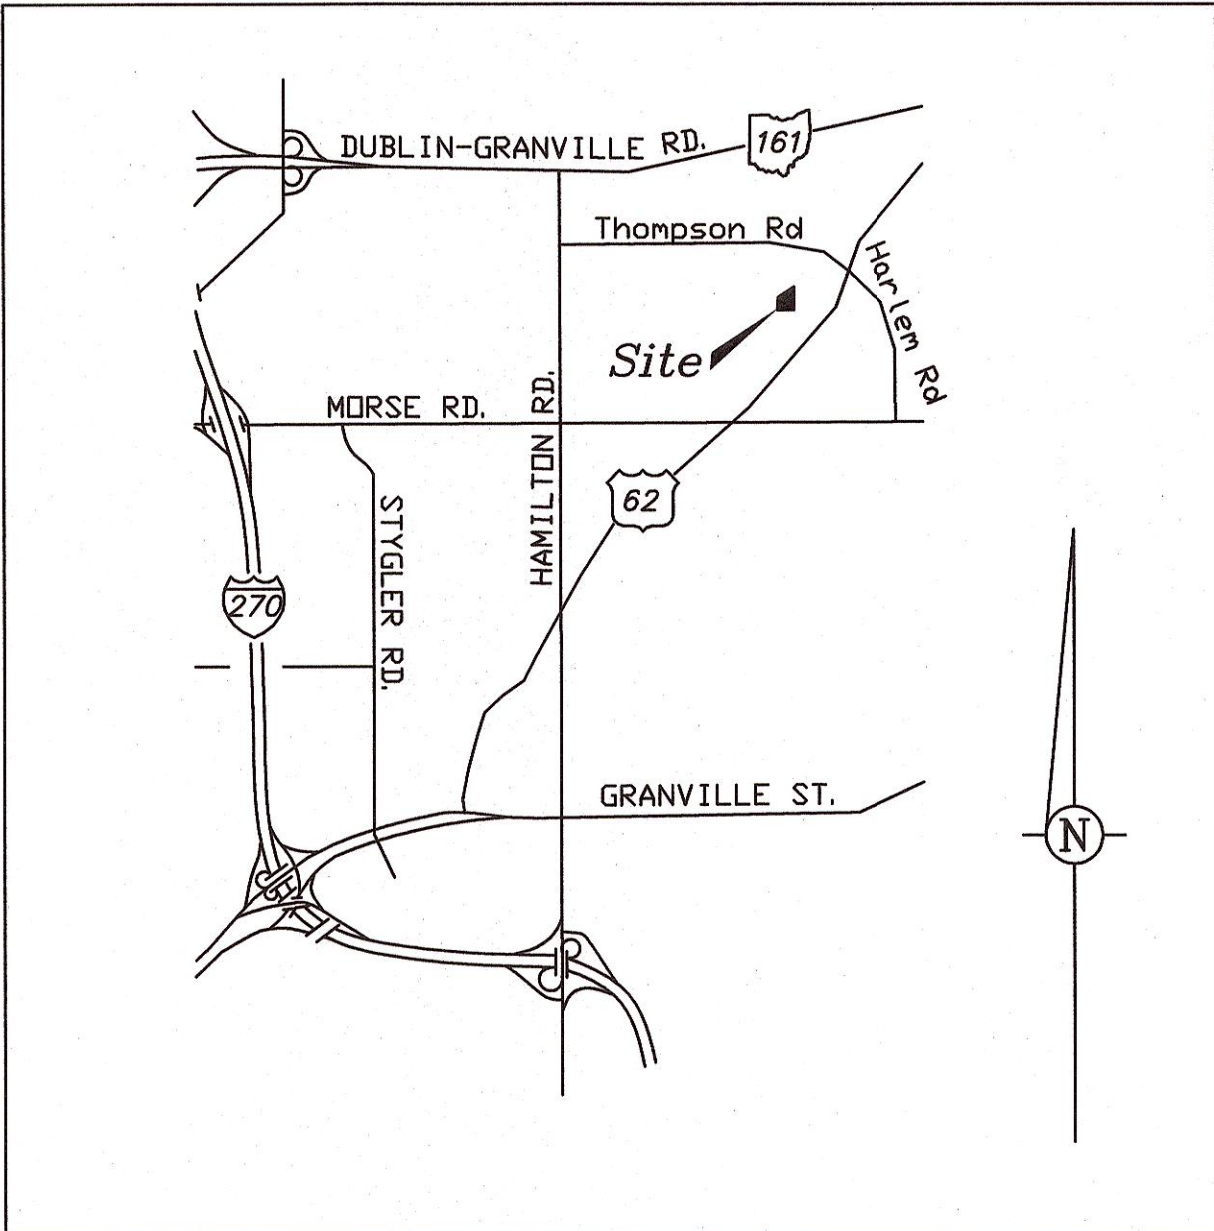 DUBLIN-GRANVILLE RD.
161
Thompson Rd
Harlem Rd
Site
MORSE RD.
HAMILTON RD.
62
STYGLER RD.
270
GRANVILLE ST.
N